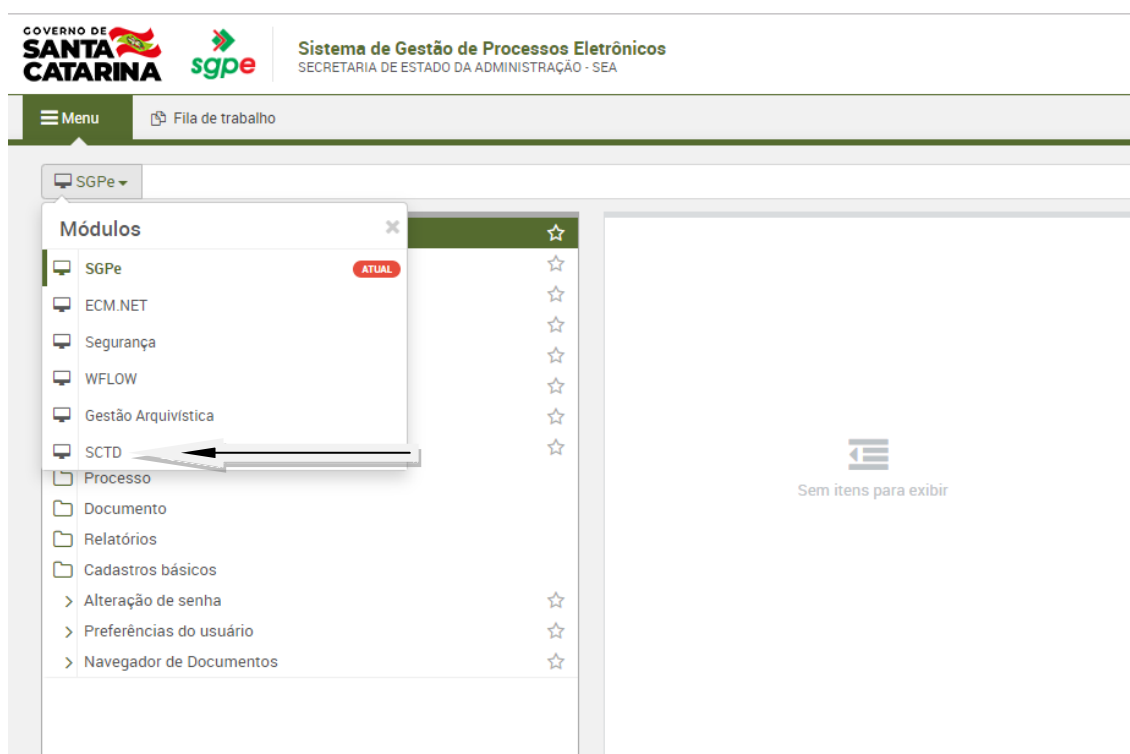 GOVERNO DE
SANTA
CATARINA
sgpe
Sistema de Gestão de Processos Eletrônicos
SECRETARIA DE ESTADO DA ADMINISTRAÇÃO - SEA
Menu
Fila de trabalho
SGPe
Módulos
SGPe ATUAL
ECM.NET
Segurança
WFLOW
Gestão Arquivística
SCTD
Processo
Documento
Relatórios
Cadastros básicos
Alteração de senha
Preferências do usuário
Navegador de Documentos
Sem itens para exibir